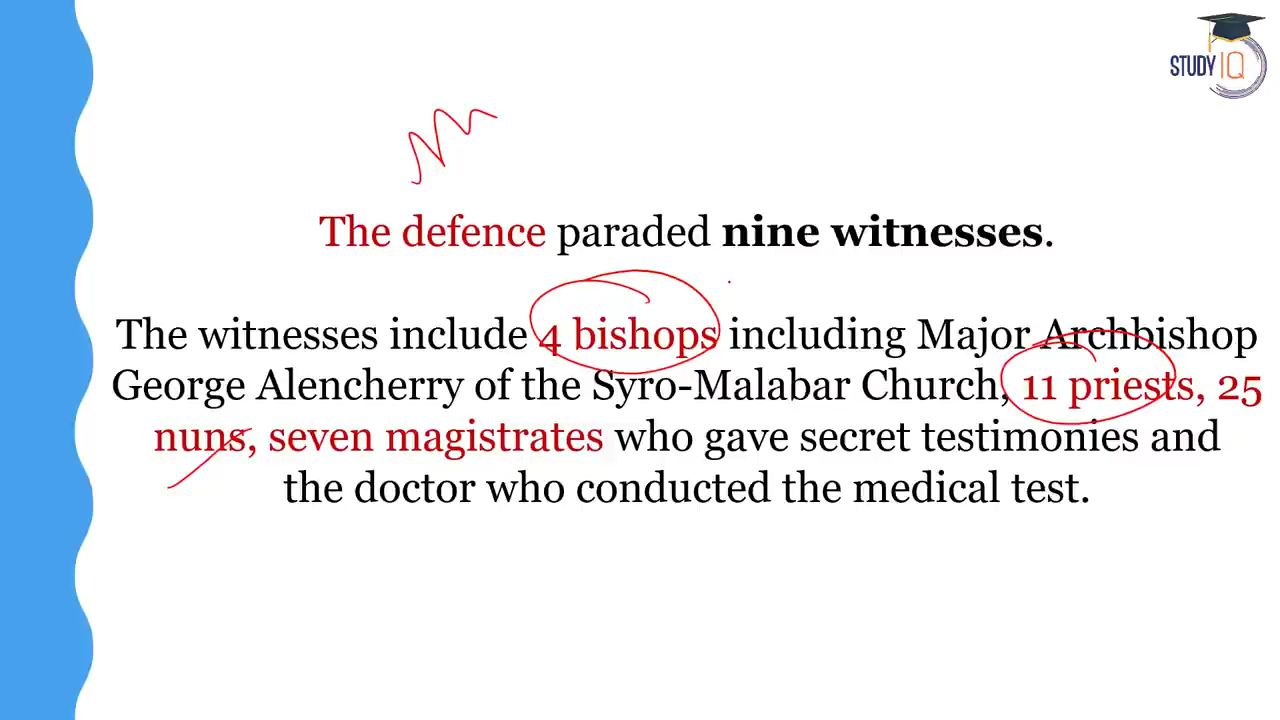 STUDY IQ
The defence paraded nine witnesses.
The witnesses include 4 bishops including Major Archbishop
George Alencherry of the Syro-Malabar Church, 11 priests, 25
nuns, seven magistrates who gave secret testimonies and
the doctor who conducted the medical test.